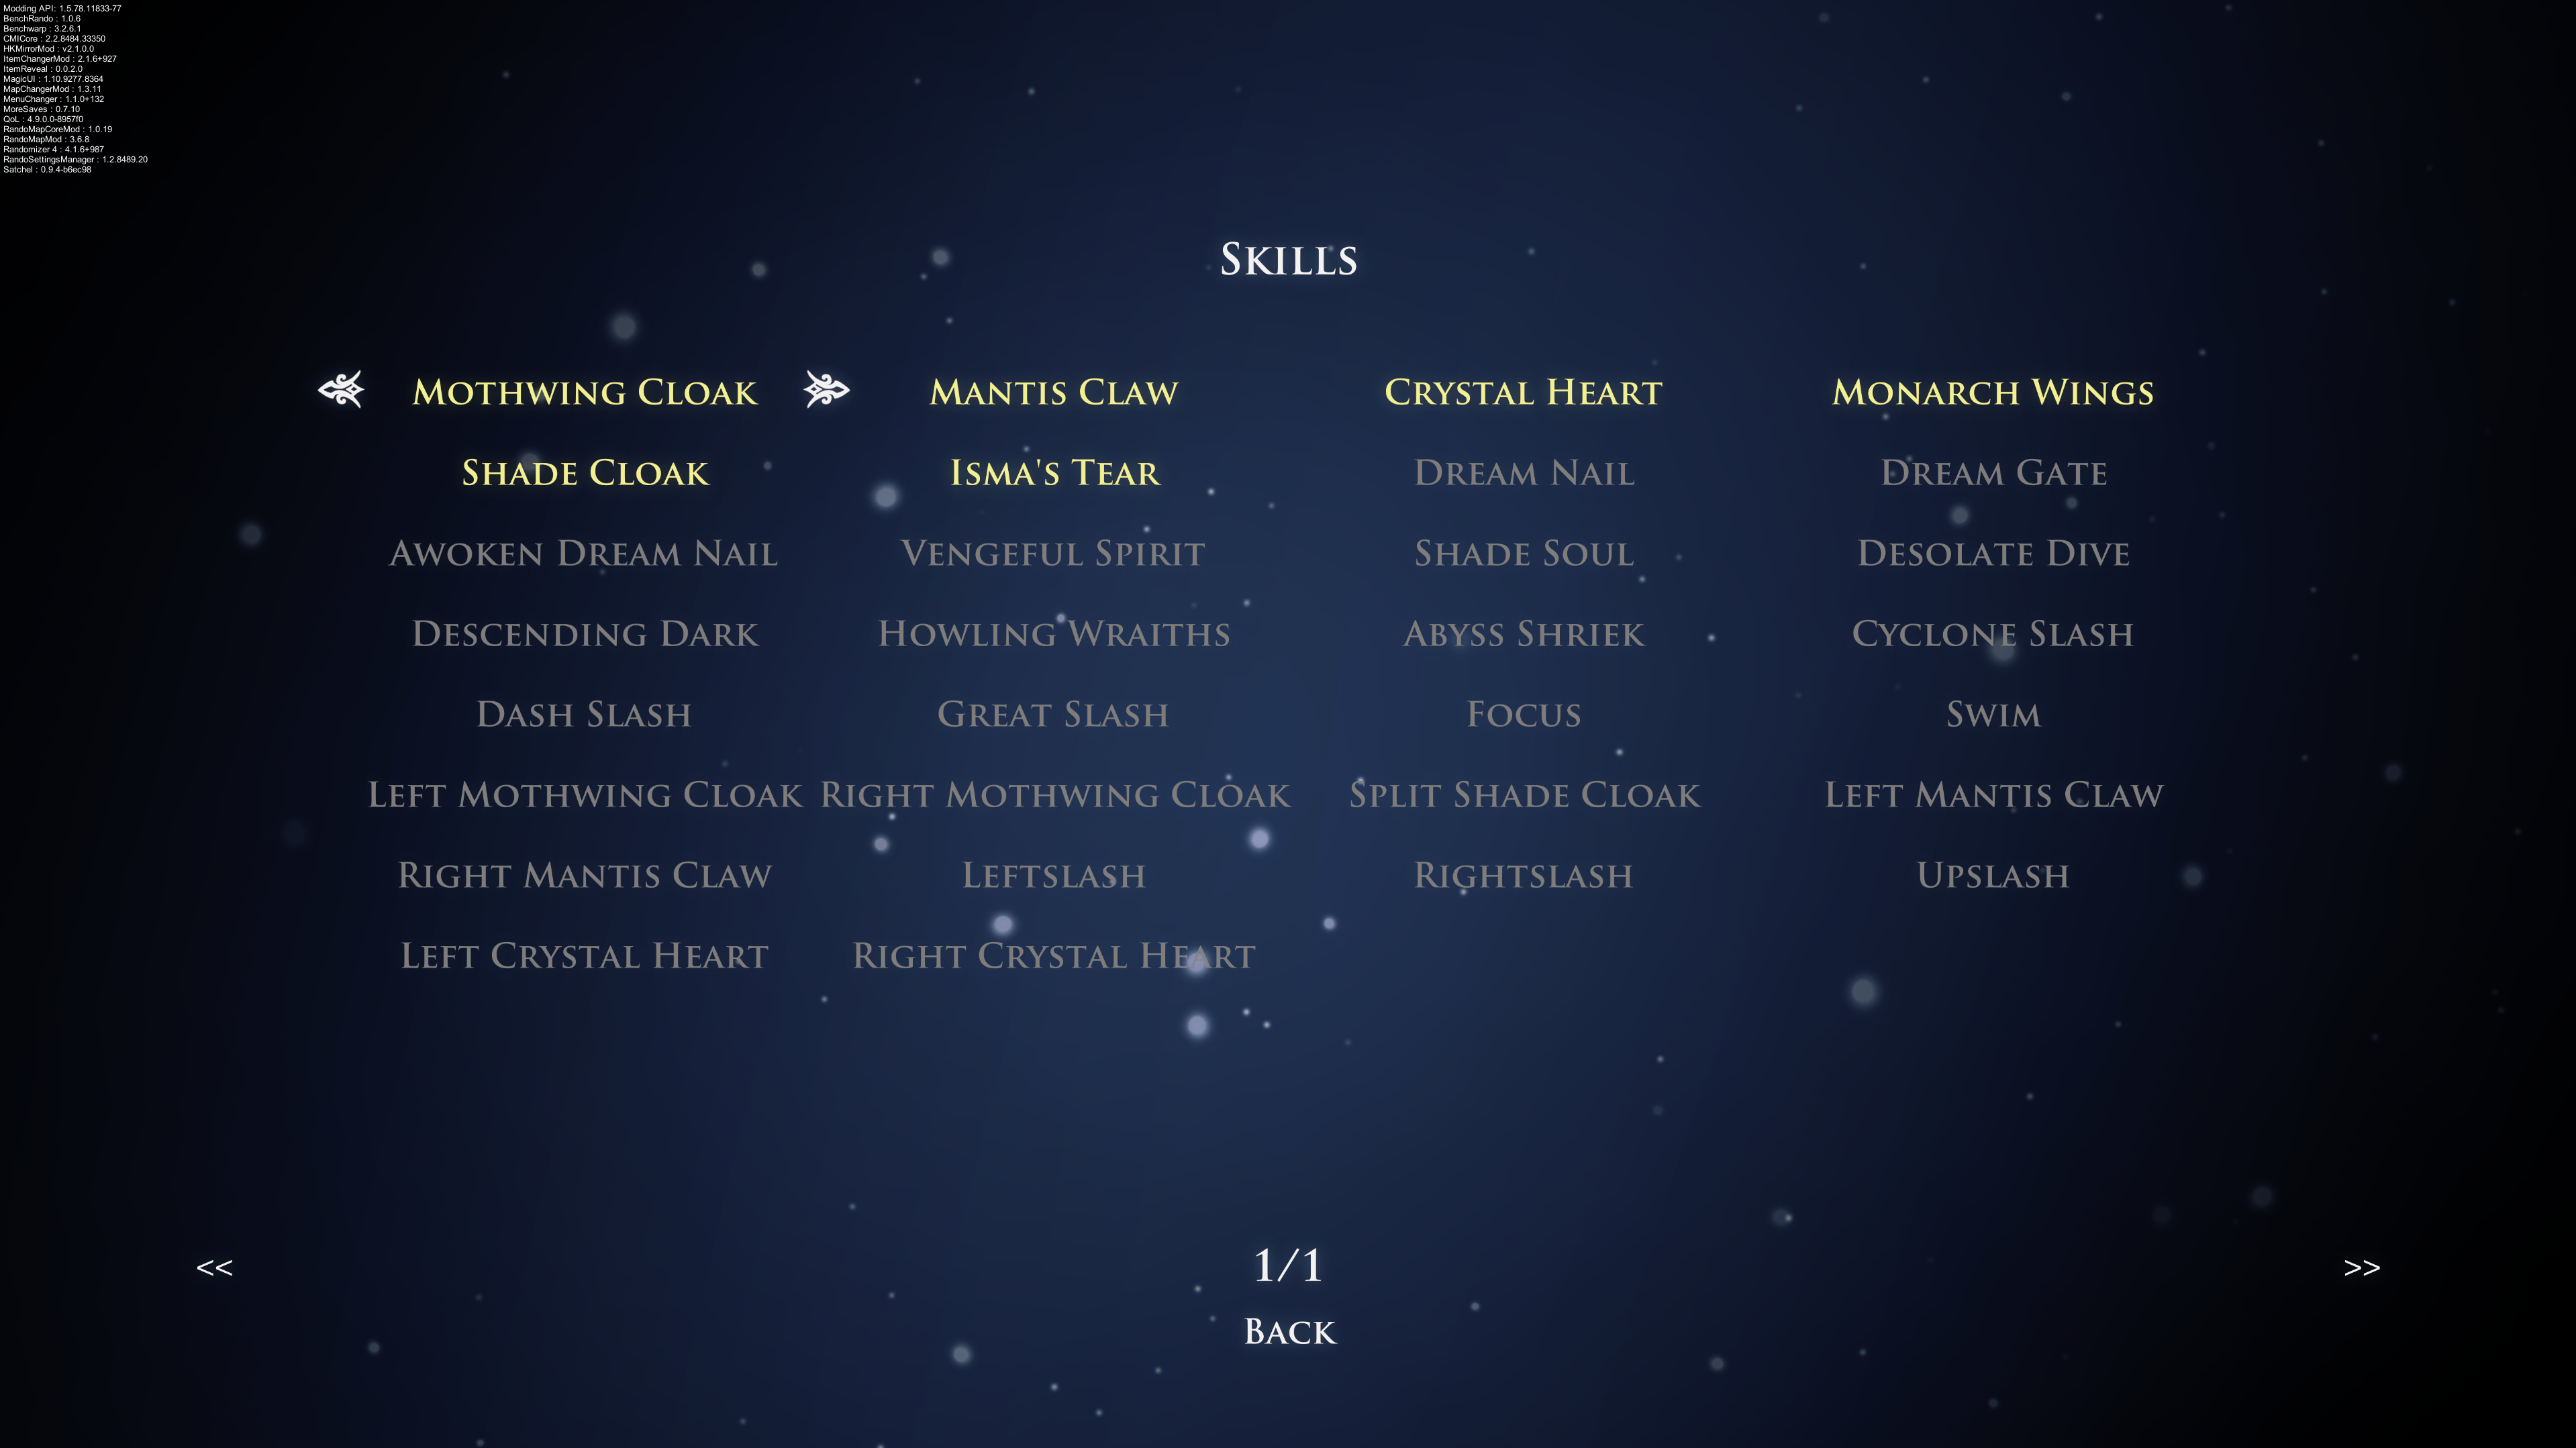 Modding API: 1.5.78.11833-77
BenchRando : 1.0.6
Benchwarp : 3.2.6.1
CMICore : 2.2.8484.33350
HKMirrorMod : v2.1.0.0
ItemChangerMod : 2.1.6+927
ItemReveal : 0.0.2.0
MagicUI : 1.10.9277.8364
MapChangerMod : 1.3.11
MenuChanger : 1.1.0+132
MoreSaves : 0.7.10
QoL : 4.9.0.0-8957f0
RandoMapCoreMod : 1.0.19
RandoMapMod : 3.6.8
Randomizer 4 : 4.1.6+987
RandoSettingsManager : 1.2.8489.20
Satchel : 0.9.4-b6ec98
Skills
Mothwing Cloak Mantis Claw Crystal Heart Monarch Wings
Shade Cloak Isma's Tear Dream Nail Dream Gate
Awoken Dream Nail Vengeful Spirit Shade Soul Desolate Dive
Descending Dark Howling Wraiths Abyss Shriek Cyclone Slash
Dash Slash Great Slash Focus Swim
Left Mothwing Cloak Right Mothwing Cloak Split Shade Cloak Left Mantis Claw
Right Mantis Claw Leftslash Rightslash Upslash
Left Crystal Heart Right Crystal Heart
<< 1/1 >>
Back